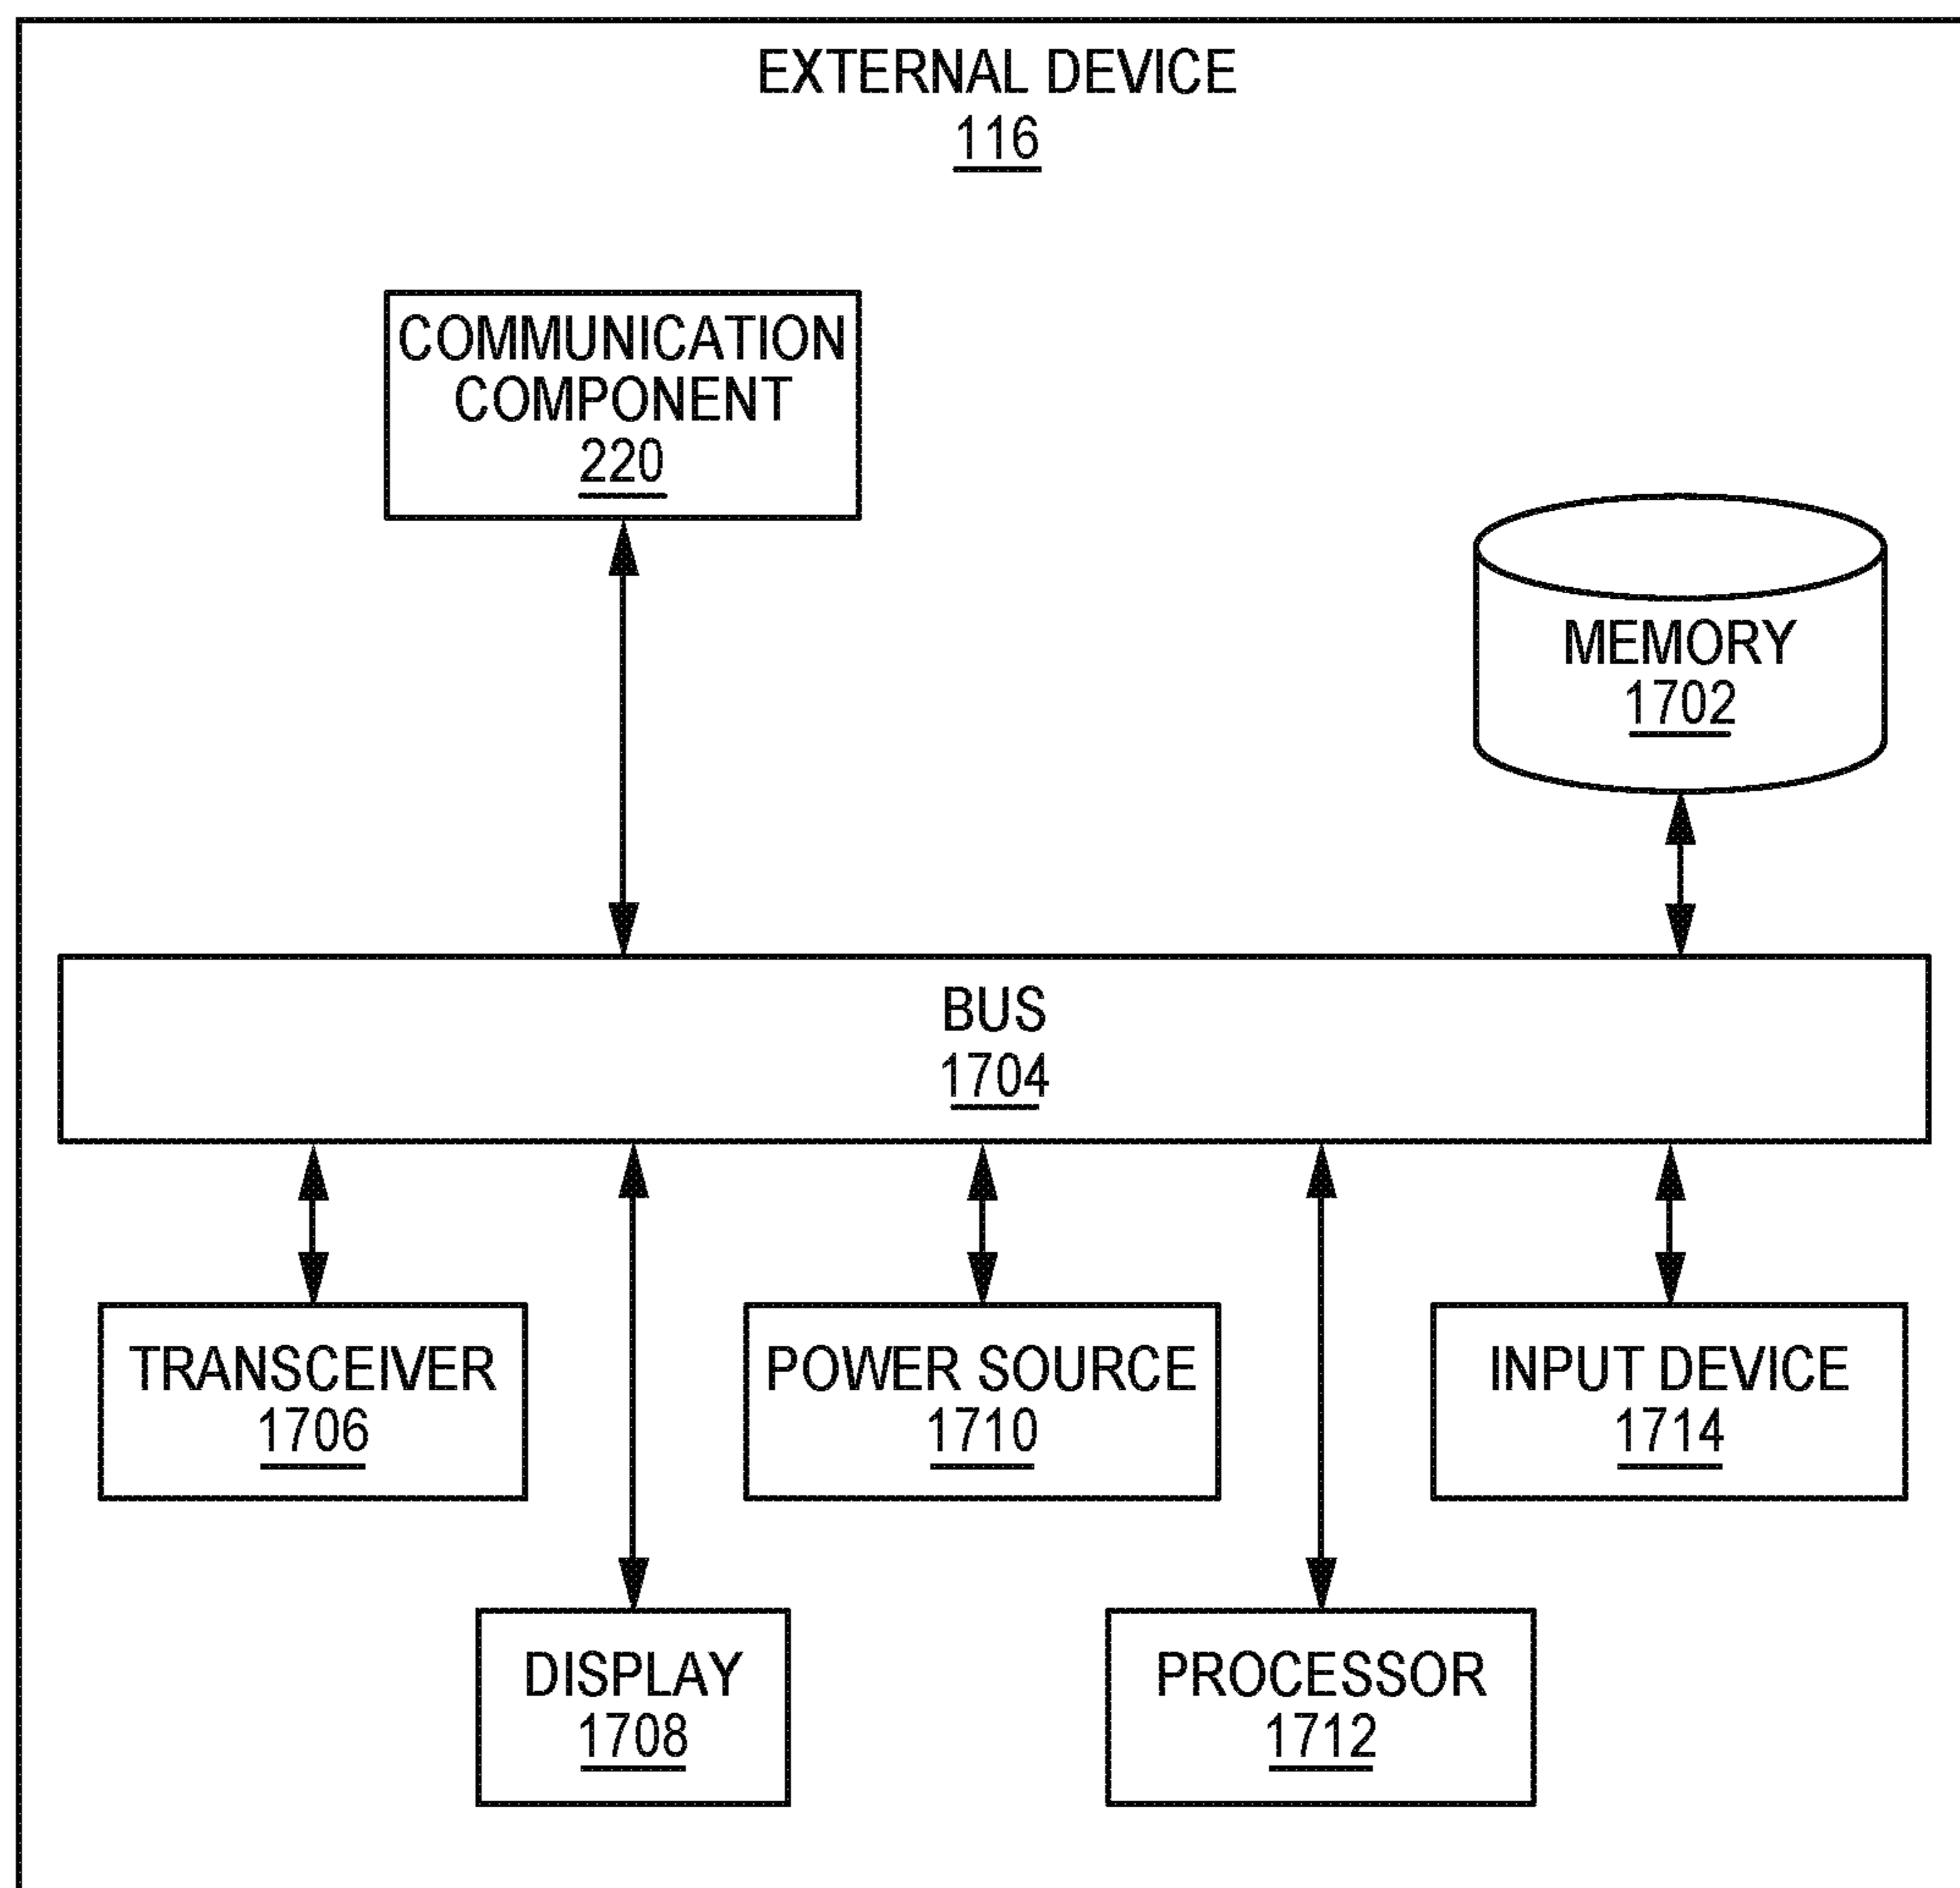 EXTERNAL DEVICE
116
COMMUNICATION
COMPONENT
220
MEMORY
1702
BUS
1704
TRANSCEIVER
1706
POWER SOURCE
1710
INPUT DEVICE
1714
DISPLAY
1708
PROCESSOR
1712